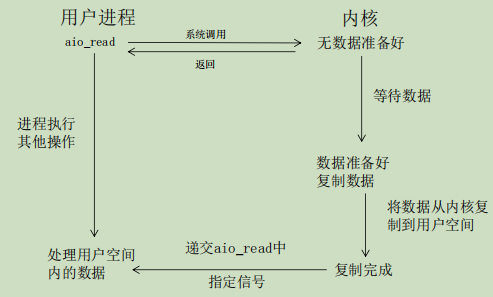 用户进程
内核
aio_read
系统调用
返回
无数据准备好
等待数据
进程执行
其他操作
数据准备好
复制数据
将数据从内核复
制到用户空间
处理用户空间
内的数据
递交aio_read中
指定信号
复制完成